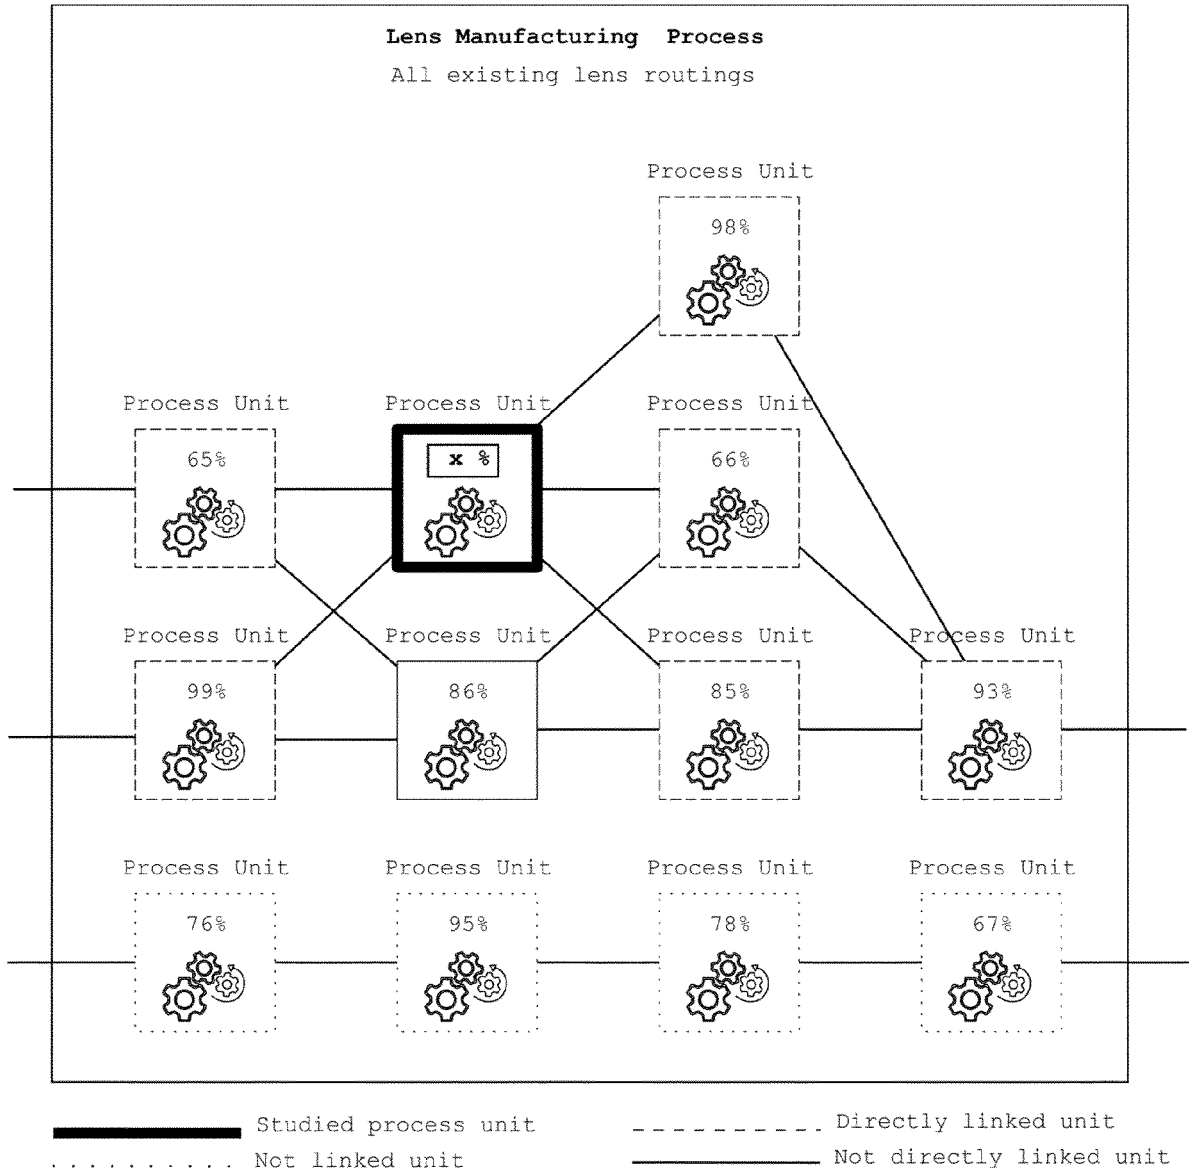 Lens Manufacturing Process
All existing lens routings
Process Unit
98%
Process Unit Process Unit Process Unit
65% x % 66%
Process Unit Process Unit Process Unit Process Unit
99% 86% 85% 93%
Process Unit Process Unit Process Unit Process Unit
76% 95% 78% 67%
Studied process unit Directly linked unit
Not linked unit Not directly linked unit